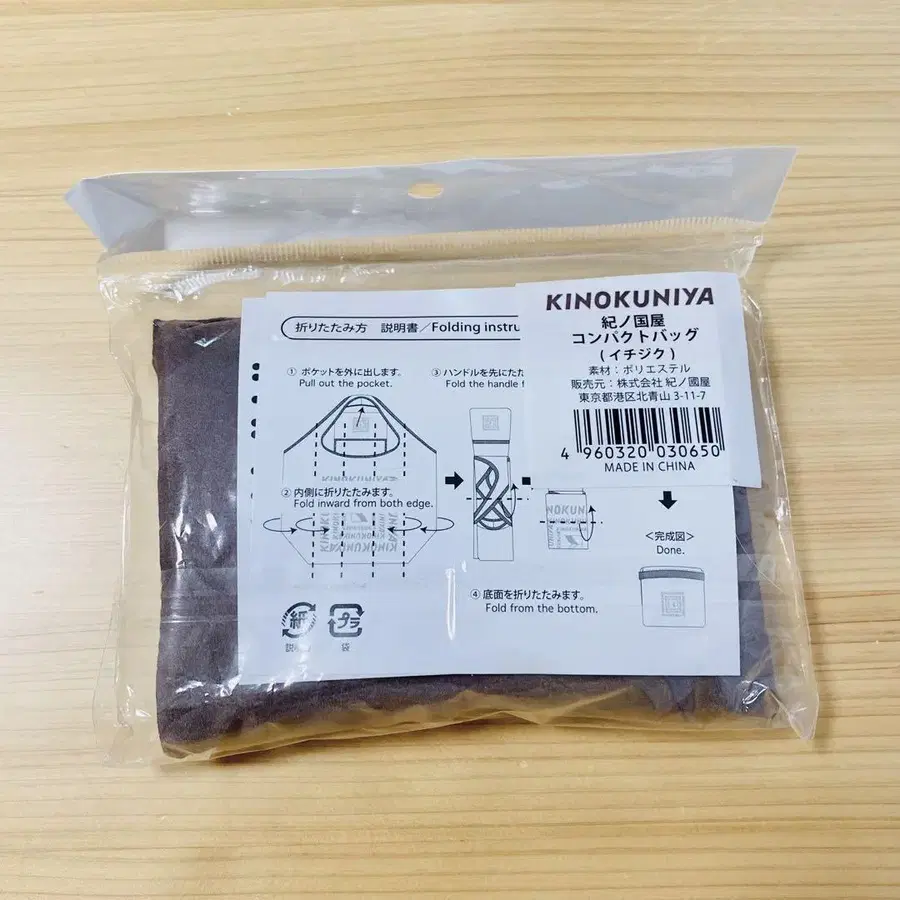 折りたたみ方 説明書/Folding instru
① ポケットを外に出します。
Pull out the pocket.
③ ハンドルを先にたた
Fold the handle f
② 内側に折りたたみます。
Fold inward from both edge.
KINOKUNIYA
④ 底面を折りたたみます。
Fold from the bottom.
<完成図>
Done.
紙
プラ
袋
KINOKUNIYA
紀ノ国屋
コンパクトバッグ
(イチジク)
素材:ポリエステル
販売元:株式会社 紀ノ國屋
東京都港区北青山 3-11-7
4 960320 030650
MADE IN CHINA